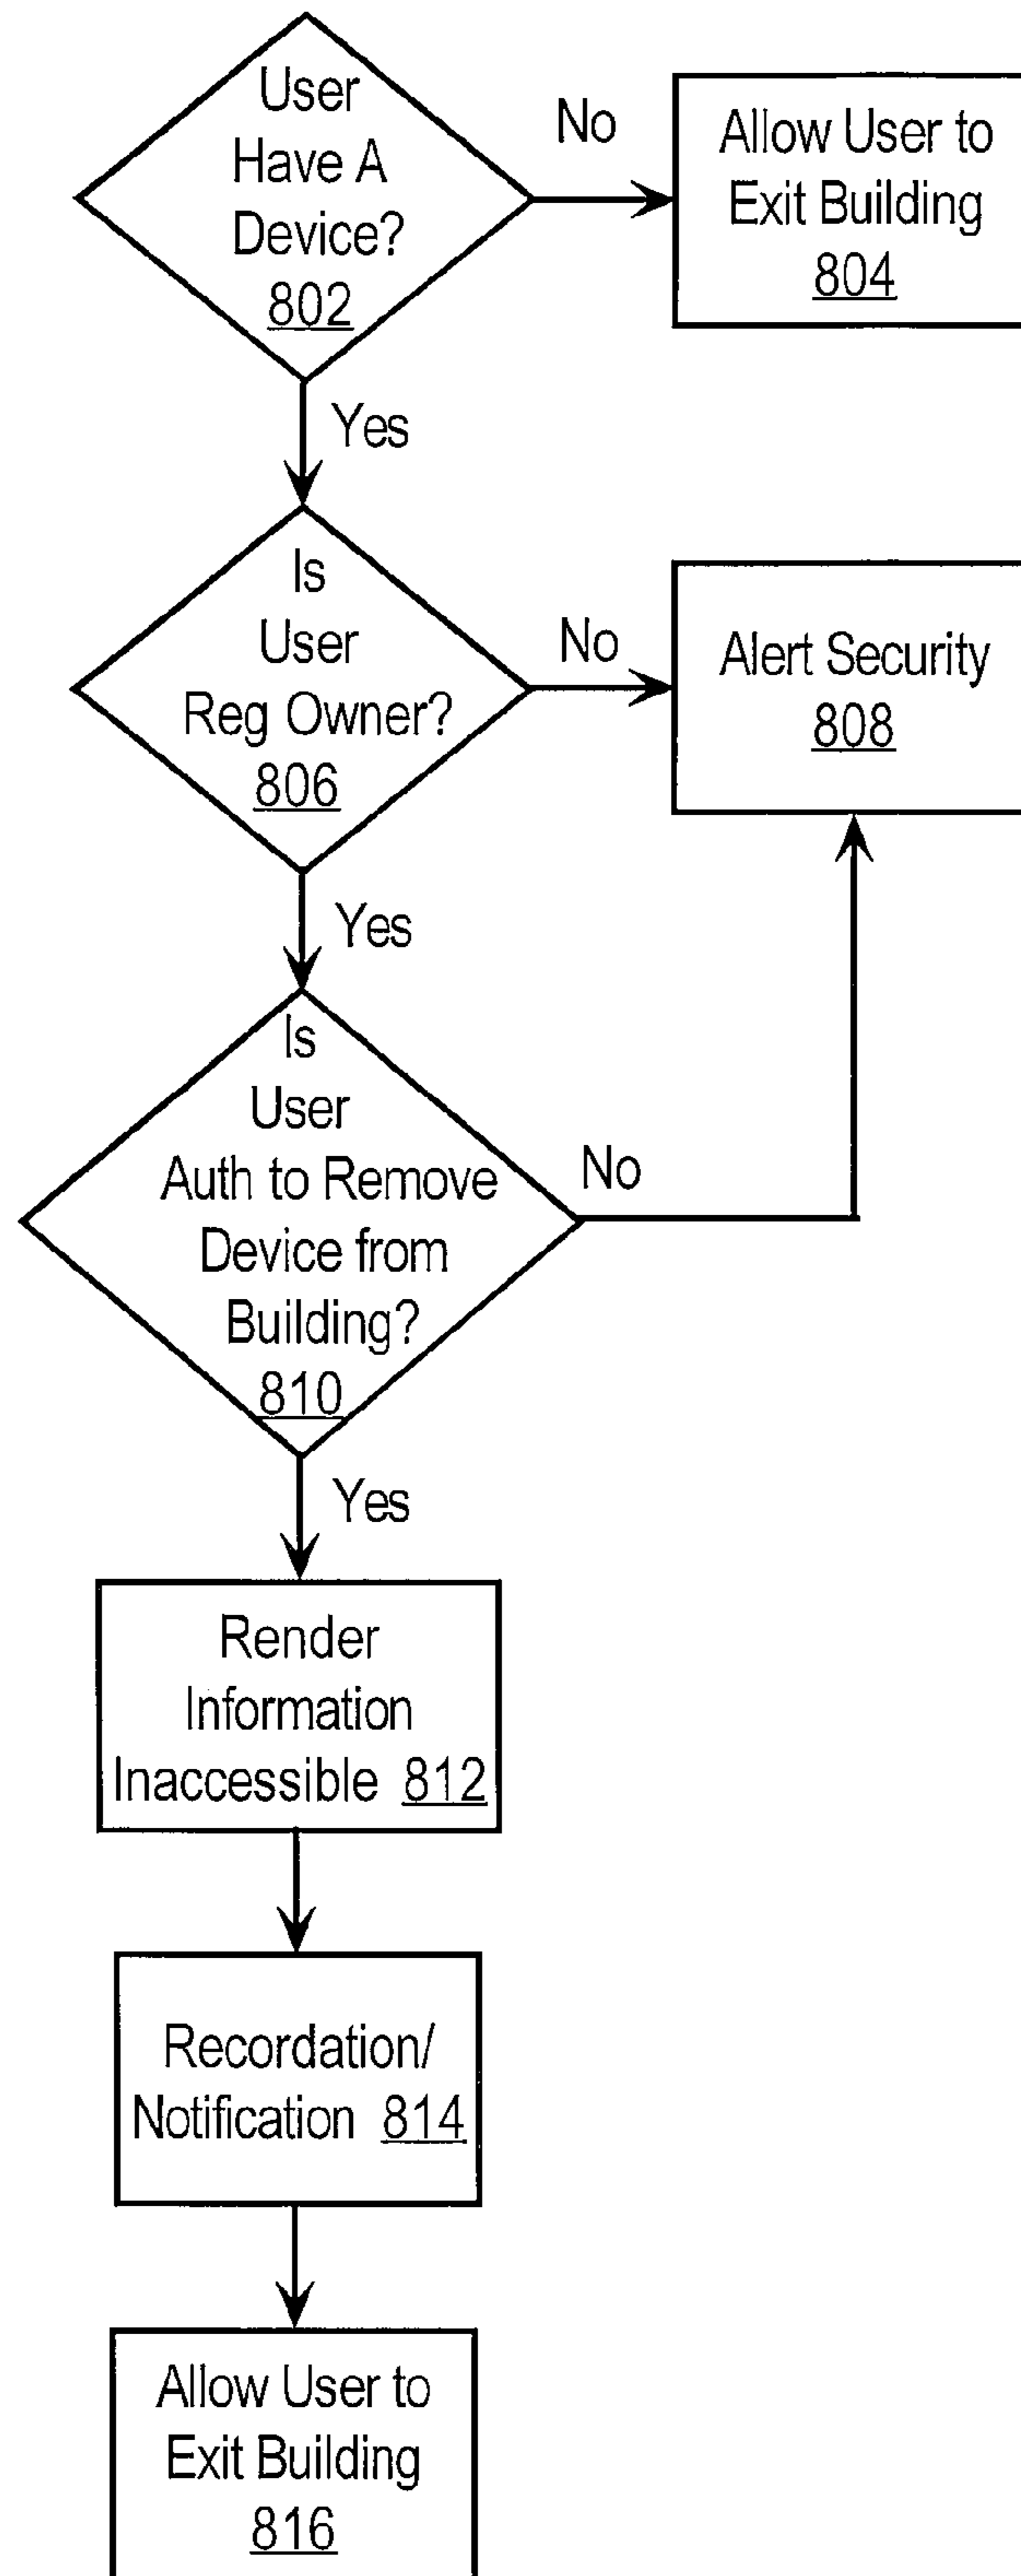 User
Have A
Device?
802
No
Allow User to
Exit Building
804
Yes
Is
User
Reg Owner?
806
No
Alert Security
808
Yes
Is
User
Auth to Remove
Device from
Building?
810
No
Yes
Render
Information
Inaccessible 812
Recordation/
Notification 814
Allow User to
Exit Building
816